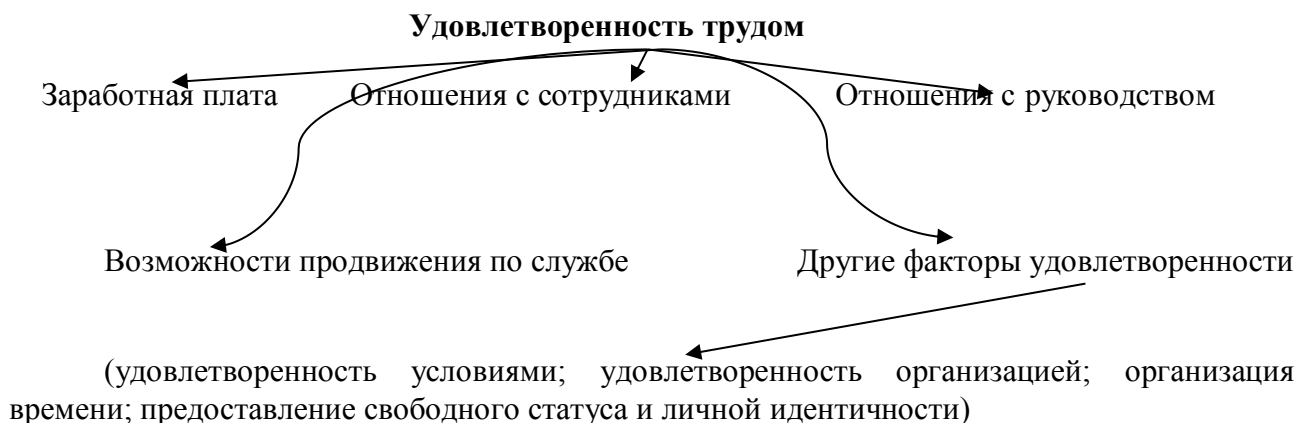 Удовлетворенность трудом
Заработная плата Отношения с сотрудниками Отношения с руководством
Возможности продвижения по службе Другие факторы удовлетворенности
(удовлетворенность условиями; удовлетворенность организацией; организация
времени; предоставление свободного статуса и личной идентичности)